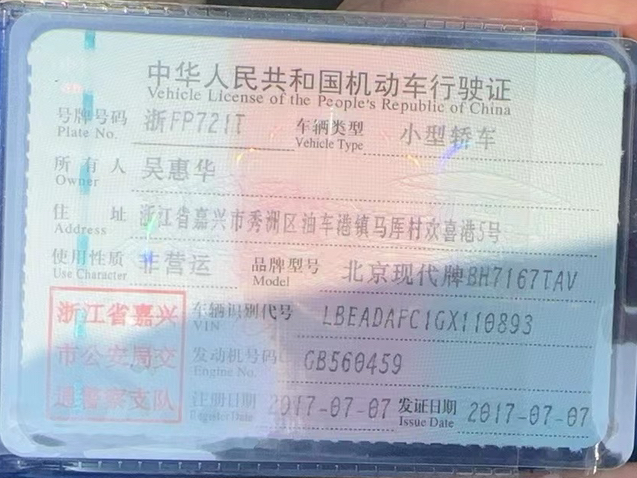 中华人民共和国机动车行驶证
Vehicle License of the People's Republic of China
号牌号码 浙FP721T 车辆类型 小型轿车
Plate No. Vehicle Type
所有人 吴惠华
Owner
住址 浙江省嘉兴市秀洲区油车港镇马厍村欢喜港5号
Address
使用性质 非营运 品牌型号 北京现代牌BH7167TAV
Use Character Model
浙江省嘉兴
市公安局交
通警察支队
车辆识别代号 LBEADAFC1GX110893
VIN
发动机号码 GB560459
Engine No.
注册日期 2017-07-07 发证日期 2017-07-07
Register Date Issue Date